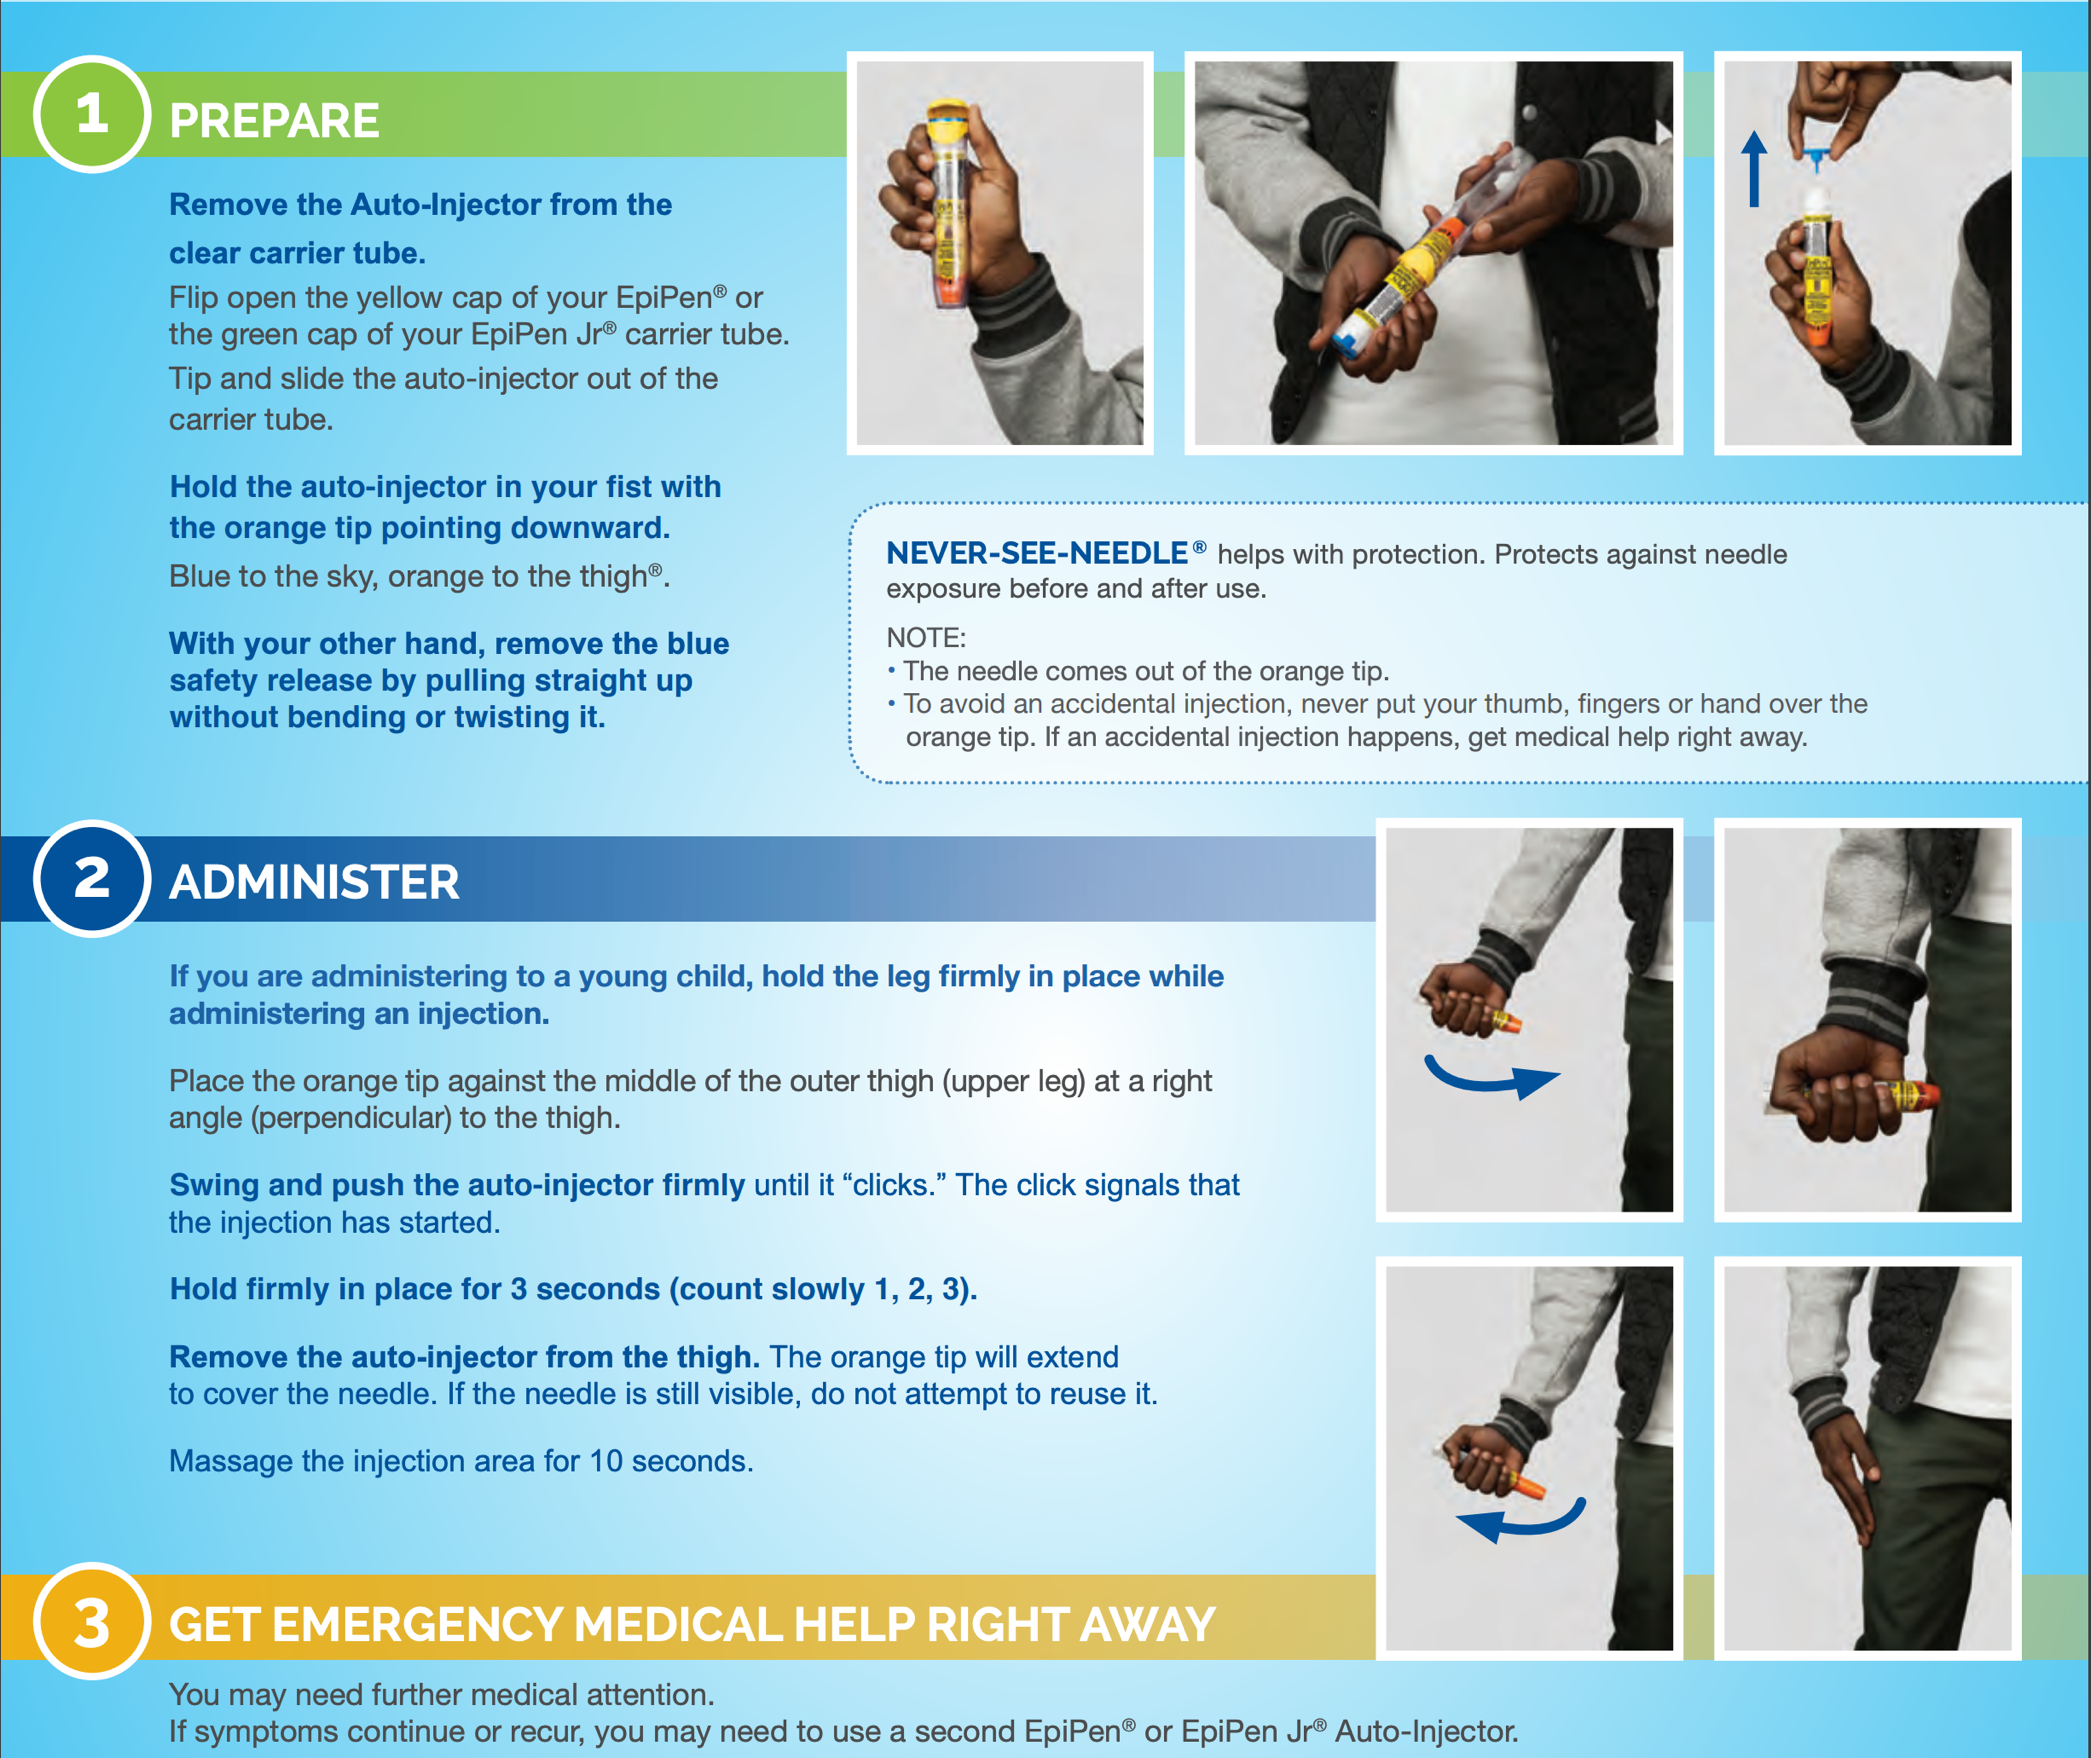 1
PREPARE
Remove the Auto-Injector from the
clear carrier tube.
Flip open the yellow cap of your EpiPen® or
the green cap of your EpiPen Jr® carrier tube.
Tip and slide the auto-injector out of the
carrier tube.
Hold the auto-injector in your fist with
the orange tip pointing downward.
Blue to the sky, orange to the thigh®.
With your other hand, remove the blue
safety release by pulling straight up
without bending or twisting it.
NEVER-SEE-NEEDLE® helps with protection. Protects against needle
exposure before and after use.
NOTE:
• The needle comes out of the orange tip.
• To avoid an accidental injection, never put your thumb, fingers or hand over the
orange tip. If an accidental injection happens, get medical help right away.
2
ADMINISTER
If you are administering to a young child, hold the leg firmly in place while
administering an injection.
Place the orange tip against the middle of the outer thigh (upper leg) at a right
angle (perpendicular) to the thigh.
Swing and push the auto-injector firmly until it “clicks.” The click signals that
the injection has started.
Hold firmly in place for 3 seconds (count slowly 1, 2, 3).
Remove the auto-injector from the thigh. The orange tip will extend
to cover the needle. If the needle is still visible, do not attempt to reuse it.
Massage the injection area for 10 seconds.
3
GET EMERGENCY MEDICAL HELP RIGHT AWAY
You may need further medical attention.
If symptoms continue or recur, you may need to use a second EpiPen® or EpiPen Jr® Auto-Injector.